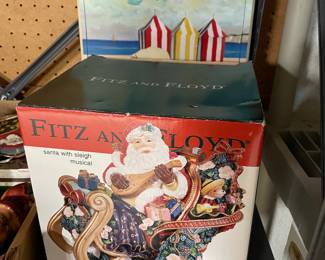 FITZ AND FLOYD
FITZ AND FLOYD
santa with sleigh
musical